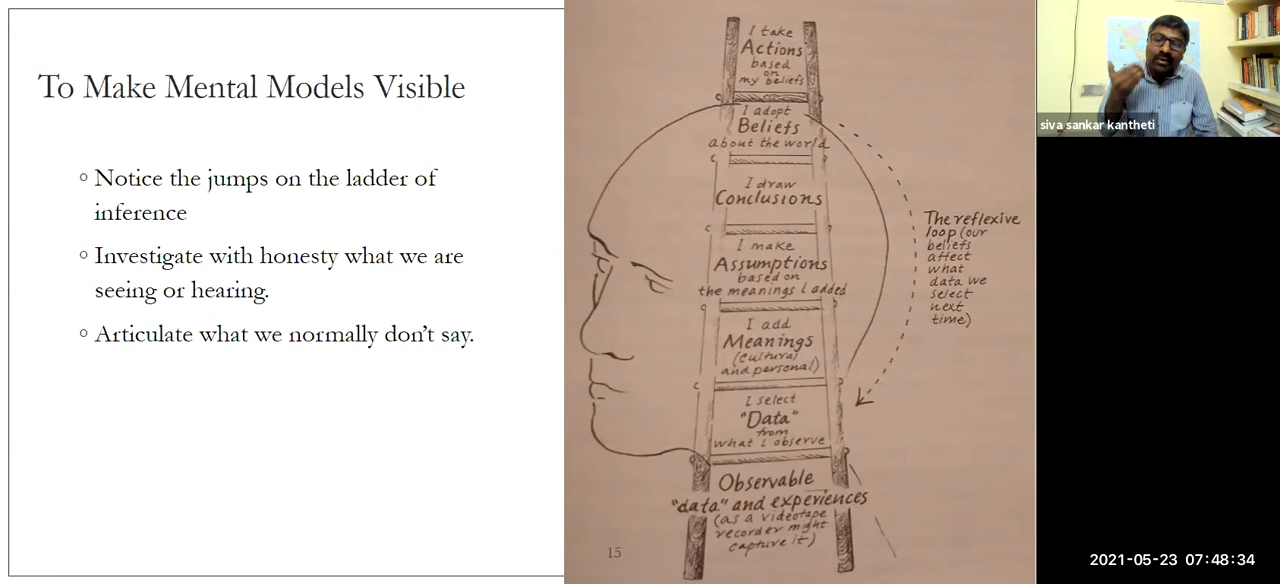 To Make Mental Models Visible
Notice the jumps on the ladder of
inference
Investigate with honesty what we are
seeing or hearing.
Articulate what we normally don't say.
I take
Actions
based
on
my beliefs
I adopt
Beliefs
about the world
I draw
Conclusions
I make
Assumptions
based on
the meanings I added
I add
Meanings
(cultural
and personal)
I select
"Data"
from
what I observe
Observable
"data" and experiences
(as a videotape
recorder might
capture it)
The reflexive
loop (our
beliefs
affect
what
data we
select
next
time)
15
siva sankar kantheti
2021-05-23 07:48:34